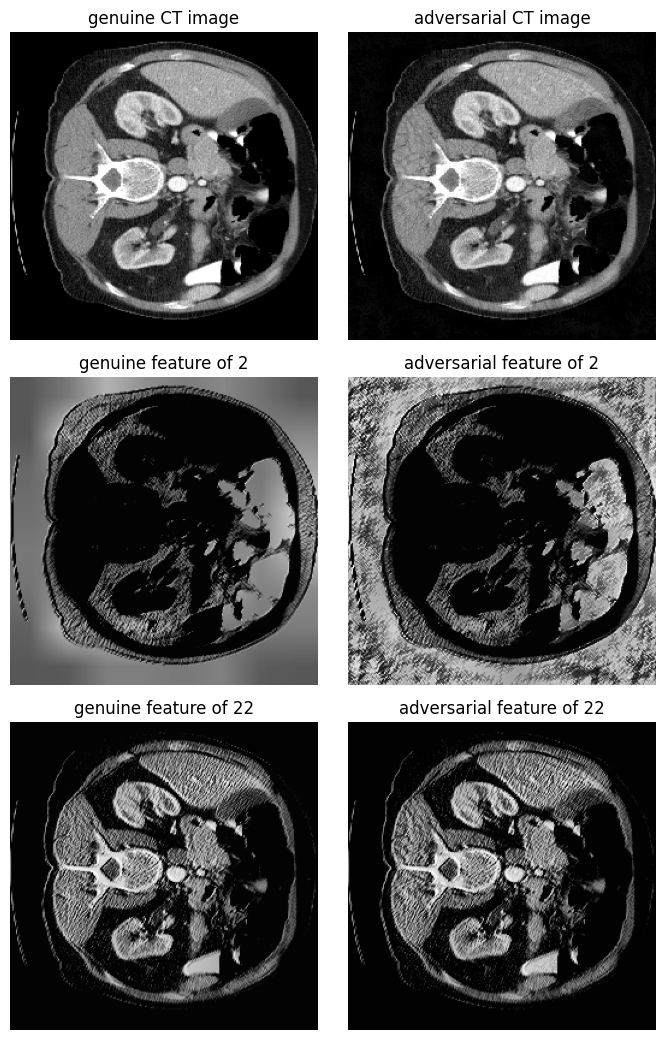 genuine CT image
adversarial CT image
genuine feature of 2
adversarial feature of 2
genuine feature of 22
adversarial feature of 22